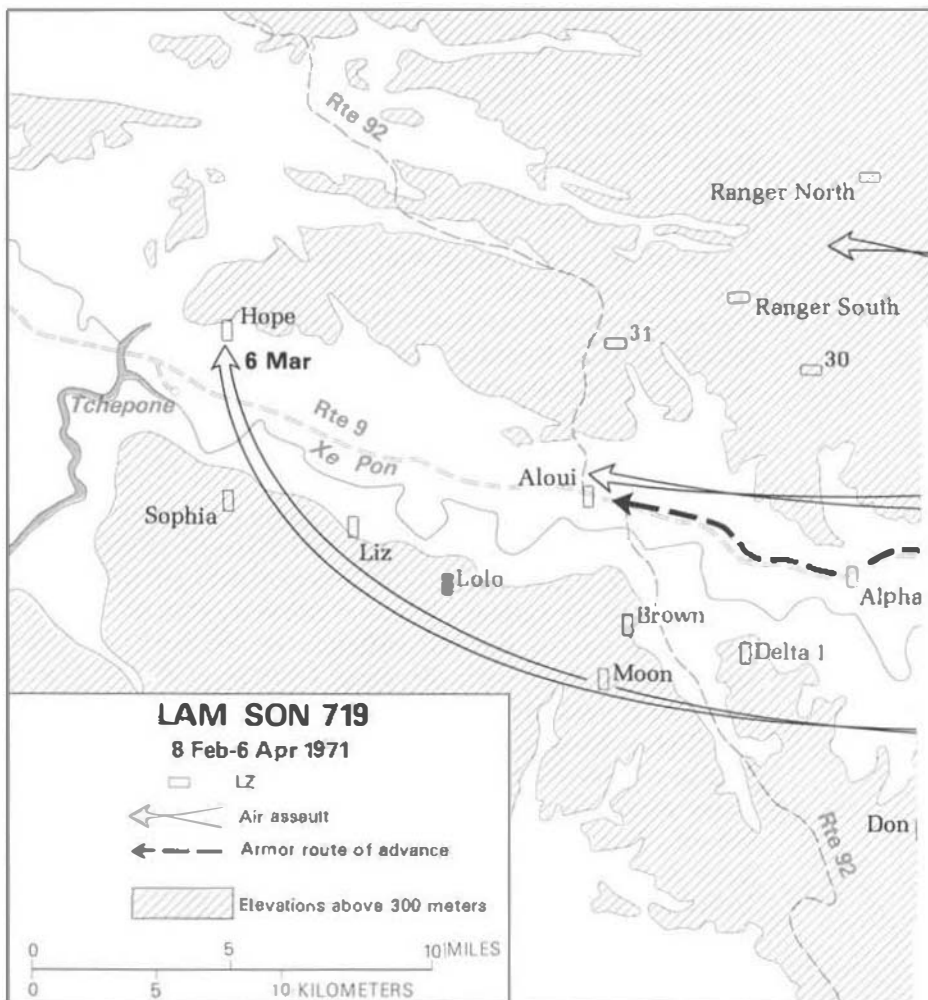 Rte 92
Ranger North
Ranger South
Hope
31
6 Mar
30
Tchepone
Rte 9
Xe Pon
Aloui
Sophia
Liz
Lolo
Alpha
Brown
Delta 1
Moon
LAM SON 719
8 Feb-6 Apr 1971
LZ
Air assault
Armor route of advance
Elevations above 300 meters
Don
Rte 92
0 5 10 MILES
0 5 10 KILOMETERS